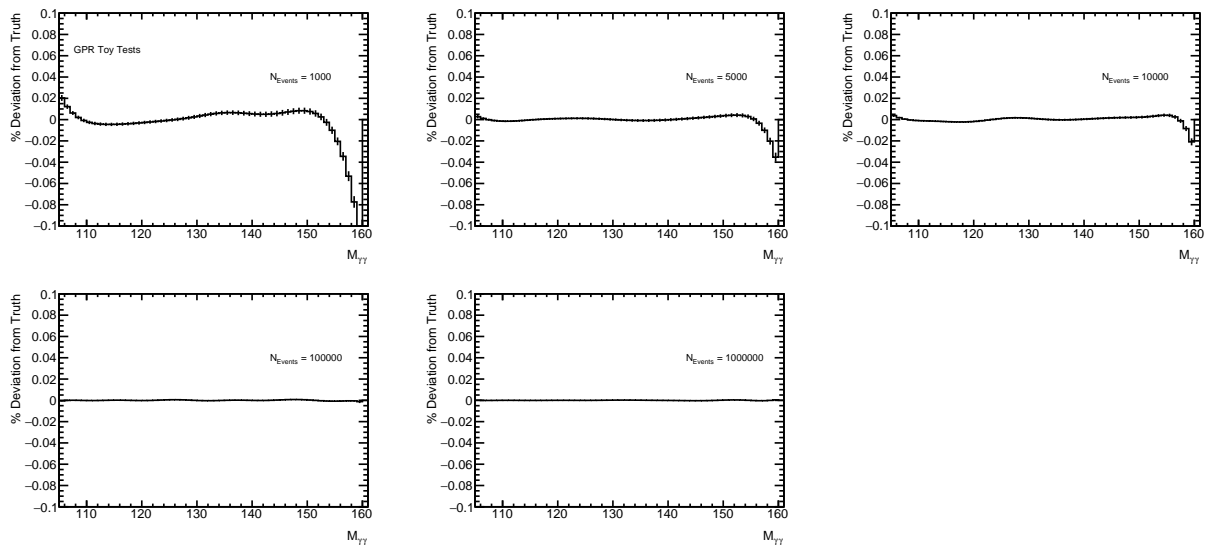 % Deviation from Truth
0.1
0.08
0.06
0.04
0.02
0
−0.02
−0.04
−0.06
−0.08
−0.1
GPR Toy Tests
N_Events = 1000
110 120 130 140 150 160
M_γγ
% Deviation from Truth
0.1
0.08
0.06
0.04
0.02
0
−0.02
−0.04
−0.06
−0.08
−0.1
N_Events = 5000
110 120 130 140 150 160
M_γγ
% Deviation from Truth
0.1
0.08
0.06
0.04
0.02
0
−0.02
−0.04
−0.06
−0.08
−0.1
N_Events = 10000
110 120 130 140 150 160
M_γγ
% Deviation from Truth
0.1
0.08
0.06
0.04
0.02
0
−0.02
−0.04
−0.06
−0.08
−0.1
N_Events = 100000
110 120 130 140 150 160
M_γγ
% Deviation from Truth
0.1
0.08
0.06
0.04
0.02
0
−0.02
−0.04
−0.06
−0.08
−0.1
N_Events = 1000000
110 120 130 140 150 160
M_γγ